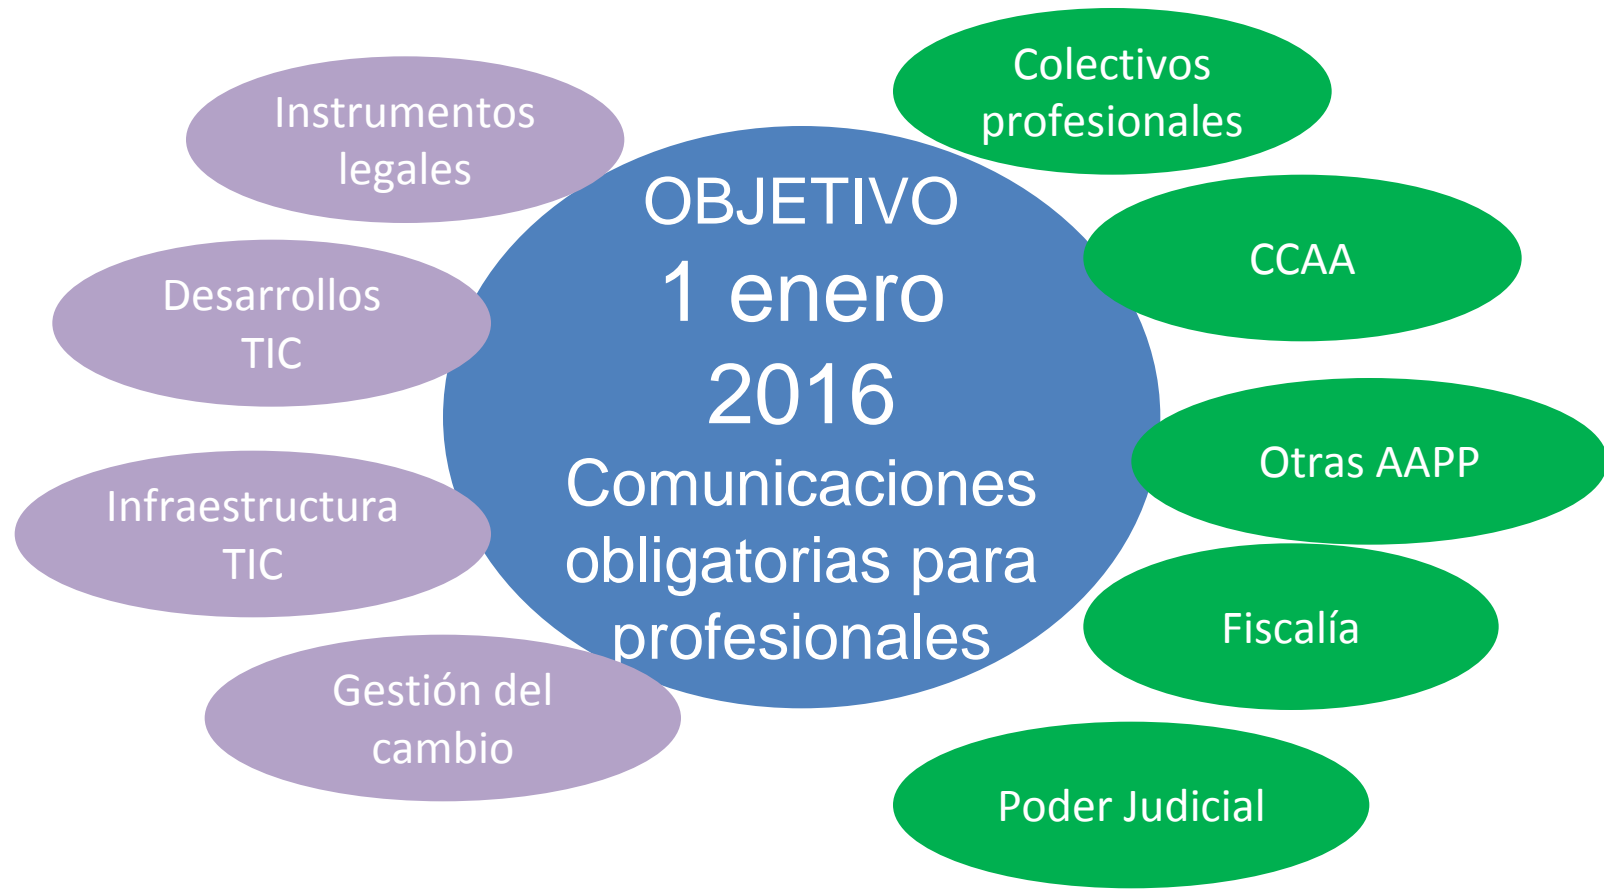 Instrumentos
legales
Desarrollos
TIC
Infraestructura
TIC
Gestión del
cambio
OBJETIVO
1 enero
2016
Comunicaciones
obligatorias para
profesionales
Colectivos
profesionales
CCAA
Otras AAPP
Fiscalía
Poder Judicial